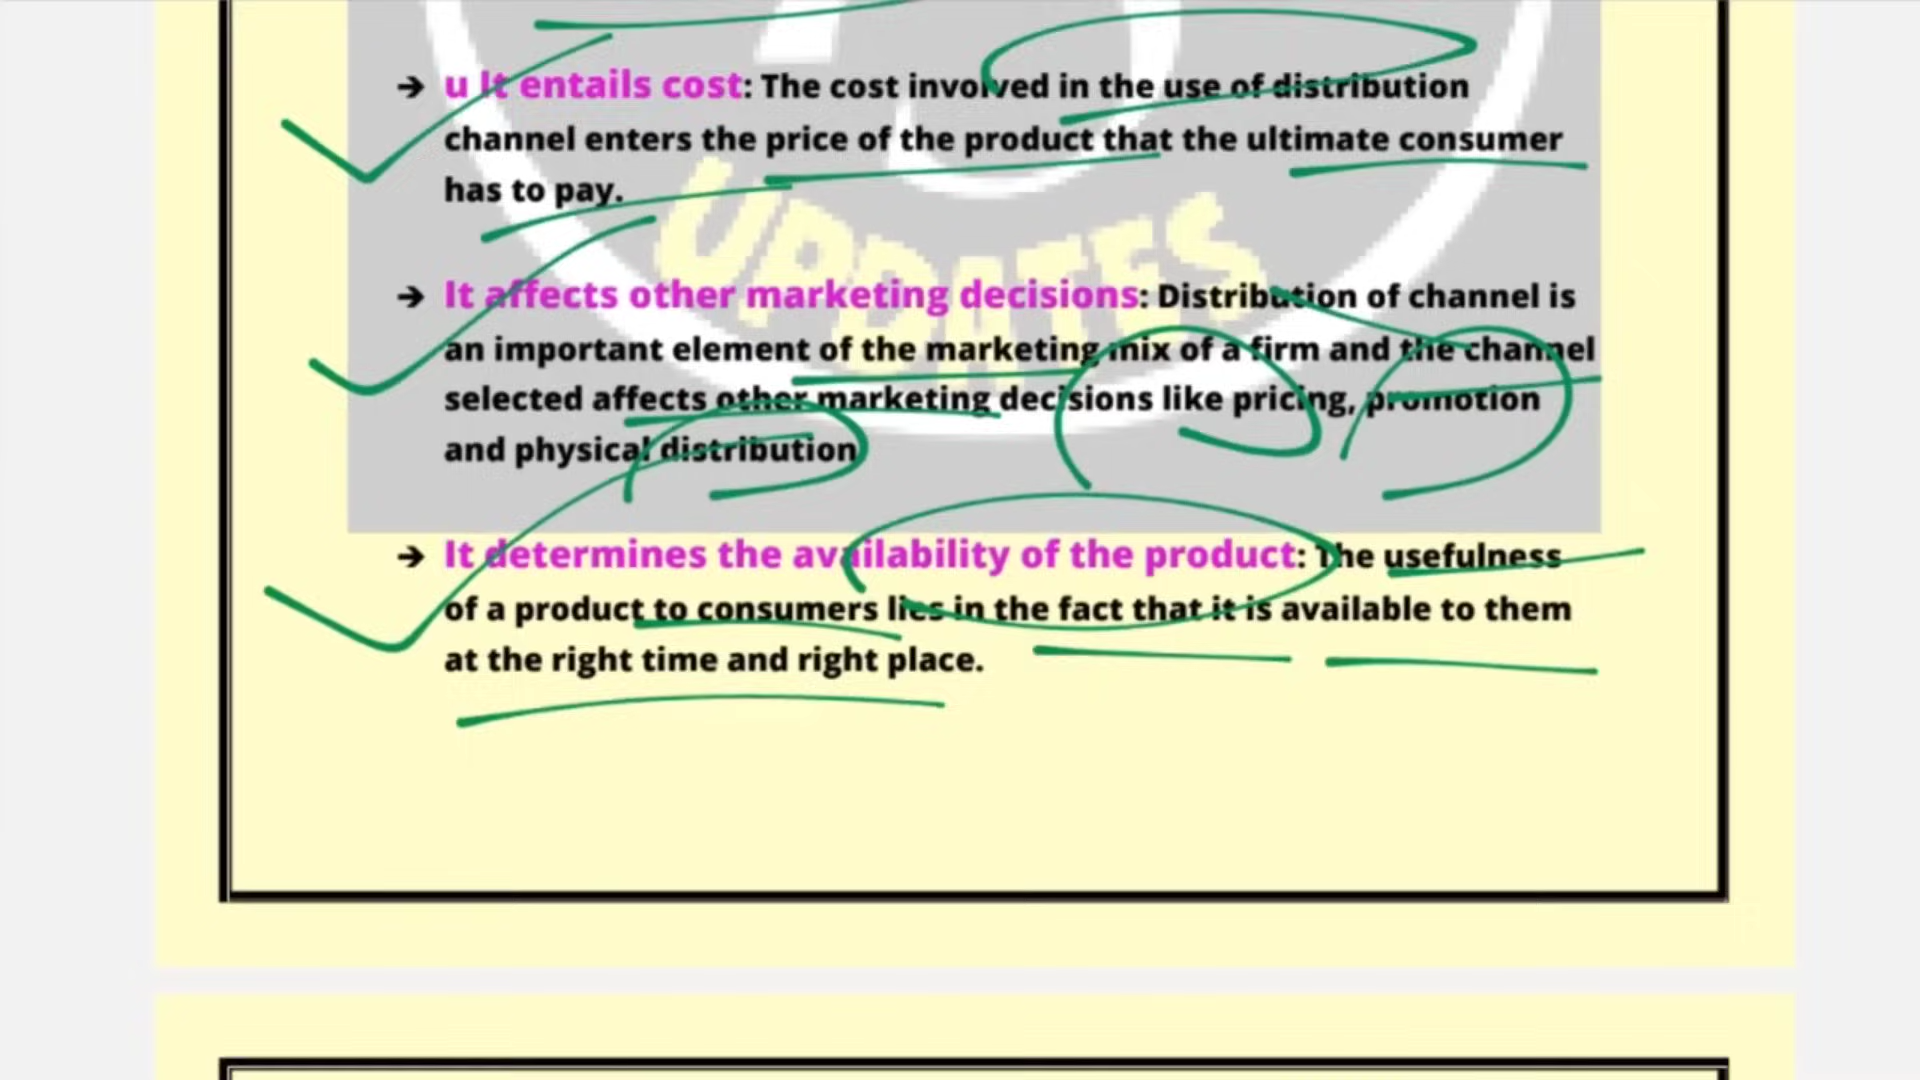 ➔ u It entails cost: The cost involved in the use of distribution
channel enters the price of the product that the ultimate consumer
has to pay.
UPDATES
➔ It affects other marketing decisions: Distribution of channel is
an important element of the marketing mix of a firm and the channel
selected affects other marketing decisions like pricing, promotion
and physical distribution
➔ It determines the availability of the product: The usefulness
of a product to consumers lies in the fact that it is available to them
at the right time and right place.